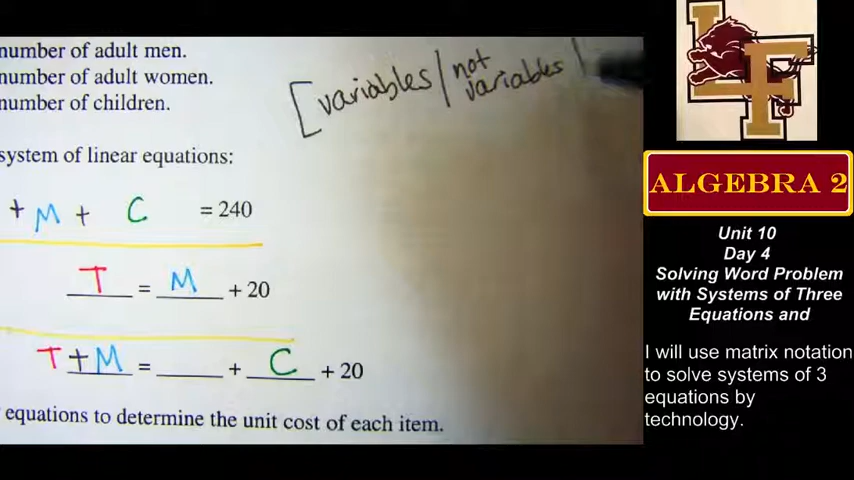 number of adult men.
number of adult women.
number of children.
[variables | not variables
system of linear equations:
+ M + C = 240
T = M + 20
T + M = ____ + C + 20
equations to determine the unit cost of each item.
LF
ALGEBRA 2
Unit 10
Day 4
Solving Word Problem
with Systems of Three
Equations and
I will use matrix notation
to solve systems of 3
equations by
technology.